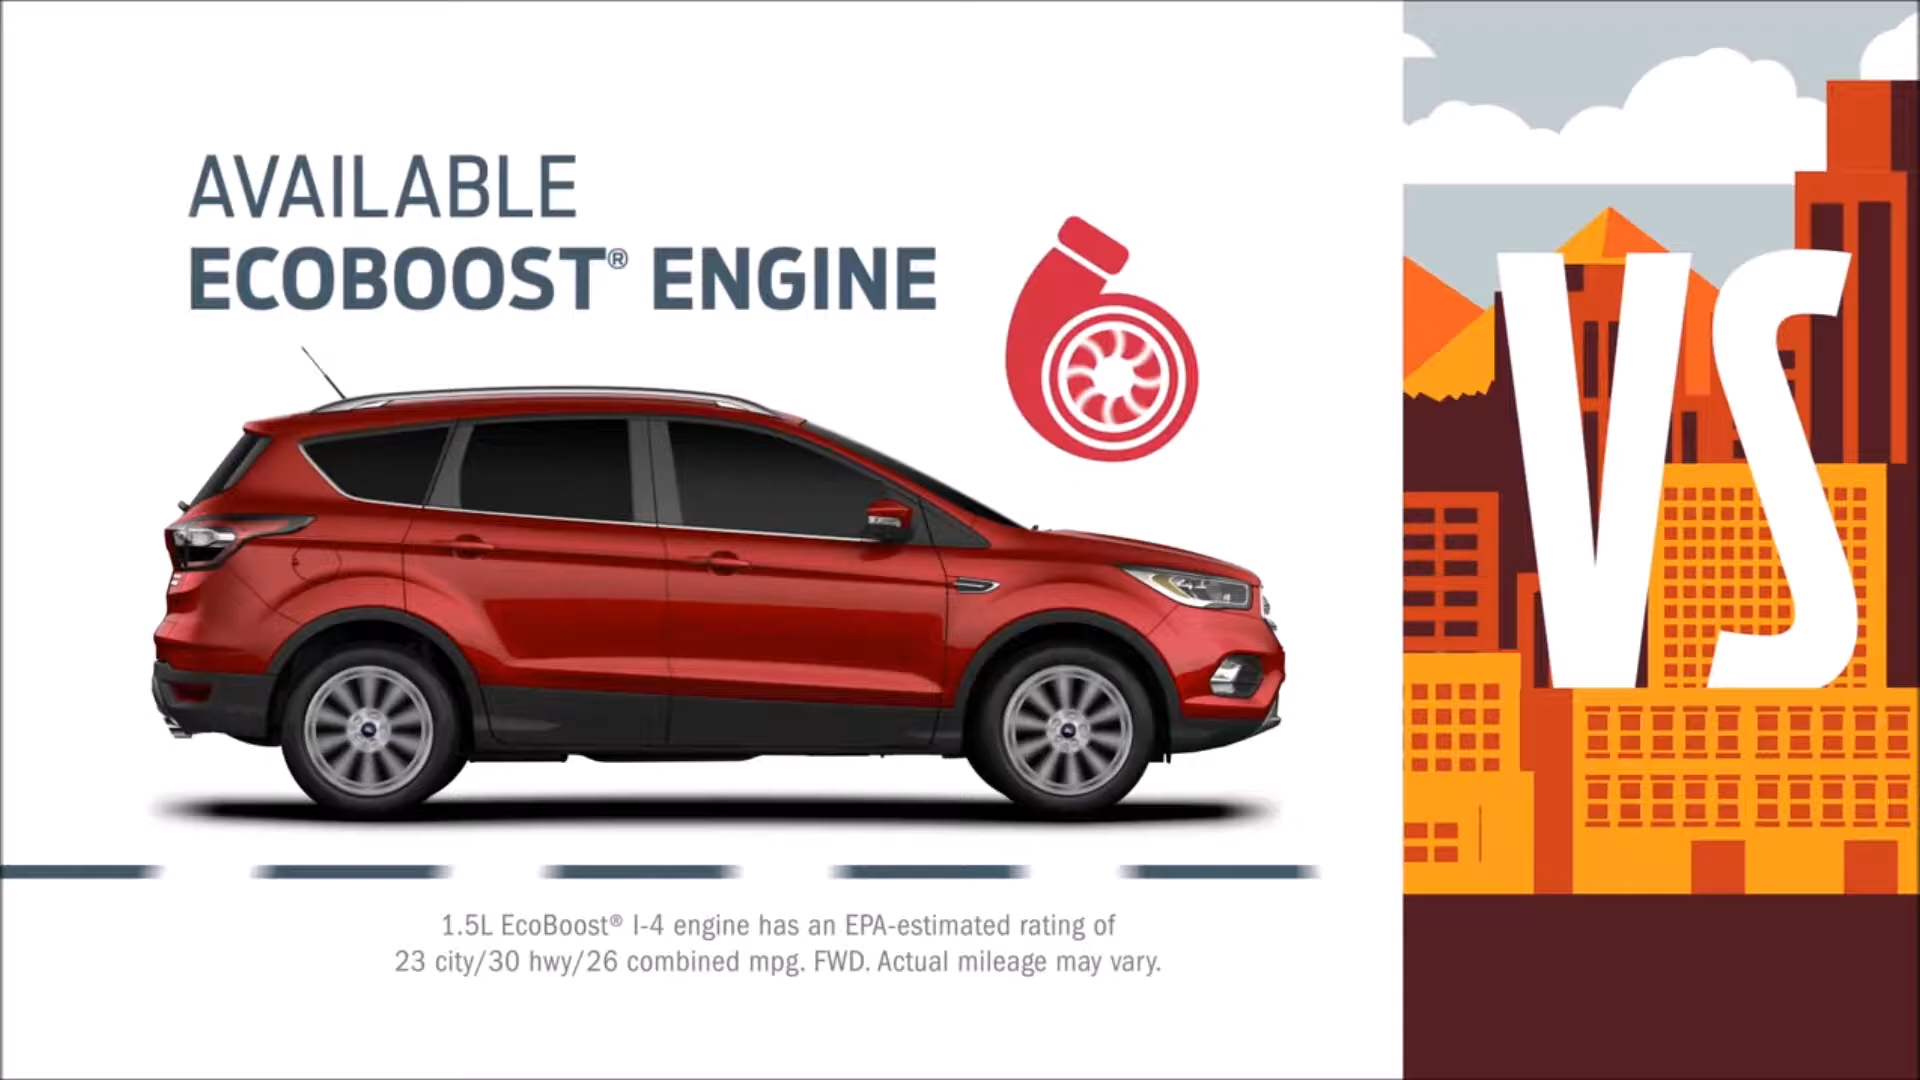 AVAILABLE
ECOBOOST® ENGINE
VS
1.5L EcoBoost® I-4 engine has an EPA-estimated rating of
23 city/30 hwy/26 combined mpg. FWD. Actual mileage may vary.